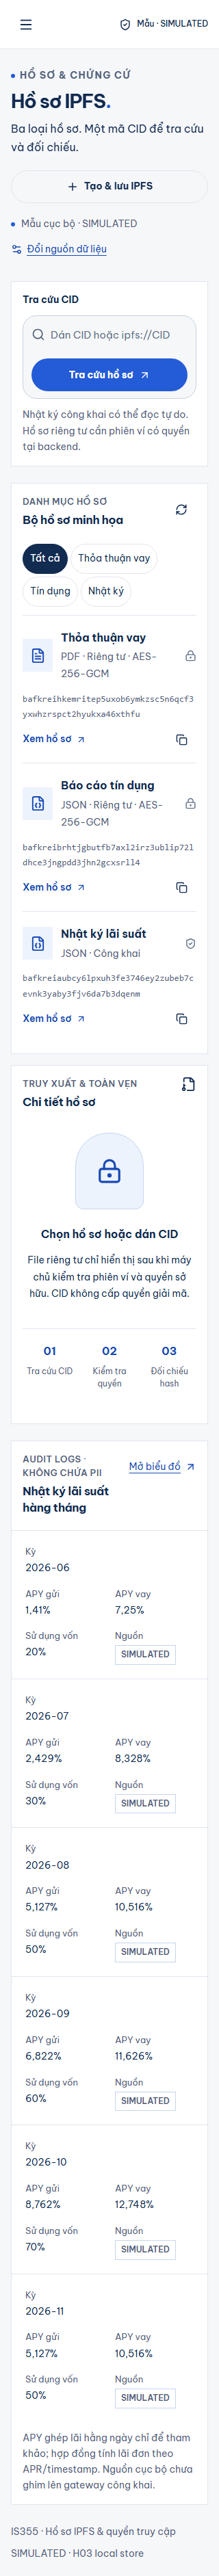 Mẫu · SIMULATED
HỒ SƠ & CHỨNG CỨ
Hồ sơ IPFS.
Ba loại hồ sơ. Một mã CID để tra cứu
và đối chiếu.
Tạo & lưu IPFS
Mẫu cục bộ · SIMULATED
Đổi nguồn dữ liệu
Tra cứu CID
Dán CID hoặc ipfs://CID
Tra cứu hồ sơ
Nhật ký công khai có thể đọc tự do.
Hồ sơ riêng tư cần phiên có quyền
tại backend.
DANH MỤC HỒ SƠ
Bộ hồ sơ minh họa
Tất cả
Thỏa thuận vay
Tín dụng
Nhật ký
Thỏa thuận vay
PDF · Riêng tư · AES-
256-GCM
bafkreihkemritep5uxob6ymkzsc5n6qcf3
yxwhzrspct2hyukxa46xthfu
Xem hồ sơ
Báo cáo tín dụng
JSON · Riêng tư · AES-
256-GCM
bafkreibrhtrjtgbutfb7axl2irz3ublip72l
dhce3jngpdd3jhn2gcxsrll4
Xem hồ sơ
Nhật ký lãi suất
JSON · Công khai
bafkreiaubcy6lpxuh3fe3746ey2zubeb7c
evnk3yaby3fjv6da7b3dqenm
Xem hồ sơ
TRUY XUẤT & TOÀN VẸN
Chi tiết hồ sơ
Chọn hồ sơ hoặc dán CID
File riêng tư chỉ hiển thị sau khi máy
chủ kiểm tra phiên và quyền sở
hữu. CID không cấp quyền giải mã.
01 02 03
Tra cứu CID Kiểm tra quyền Đối chiếu hash
AUDIT LOGS ·
KHÔNG CHỨA PII
Mở biểu đồ
Nhật ký lãi suất
hàng tháng
Kỳ
2026-06
APY gửi APY vay
1,41% 7,25%
Sử dụng vốn Nguồn
20% SIMULATED
Kỳ
2026-07
APY gửi APY vay
2,429% 8,328%
Sử dụng vốn Nguồn
30% SIMULATED
Kỳ
2026-08
APY gửi APY vay
5,127% 10,516%
Sử dụng vốn Nguồn
50% SIMULATED
Kỳ
2026-09
APY gửi APY vay
6,822% 11,626%
Sử dụng vốn Nguồn
60% SIMULATED
Kỳ
2026-10
APY gửi APY vay
8,762% 12,748%
Sử dụng vốn Nguồn
70% SIMULATED
Kỳ
2026-11
APY gửi APY vay
5,127% 10,516%
Sử dụng vốn Nguồn
50% SIMULATED
APY ghép lãi hằng ngày chỉ để tham
khảo; hợp đồng tính lãi đơn theo
APR/timestamp. Nguồn cục bộ chưa
ghim lên gateway công khai.
IS355 · Hồ sơ IPFS & quyền truy cập
SIMULATED · H03 local store